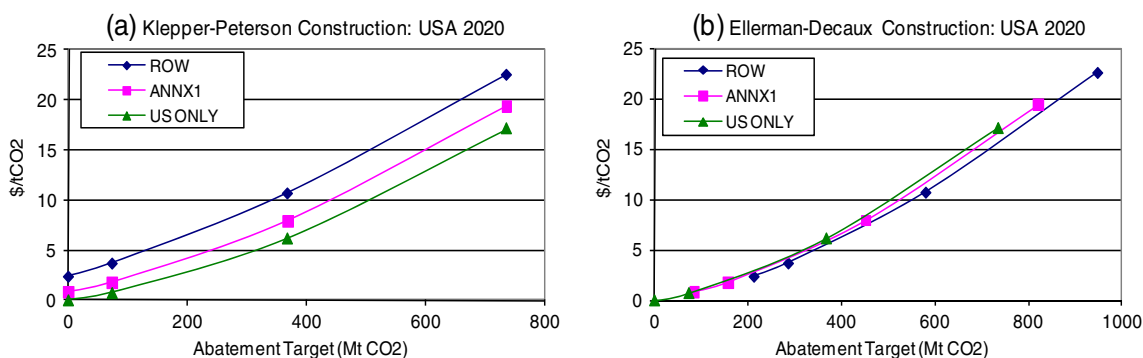 (a) Klepper-Peterson Construction: USA 2020
25
20
15
10
5
0
$/tCO2
ROW
ANNX1
US ONLY
0 200 400 600 800
Abatement Target (Mt CO2)
(b) Ellerman-Decaux Construction: USA 2020
25
20
15
10
5
0
$/tCO2
ROW
ANNX1
US ONLY
0 200 400 600 800 1000
Abatement Target (Mt CO2)